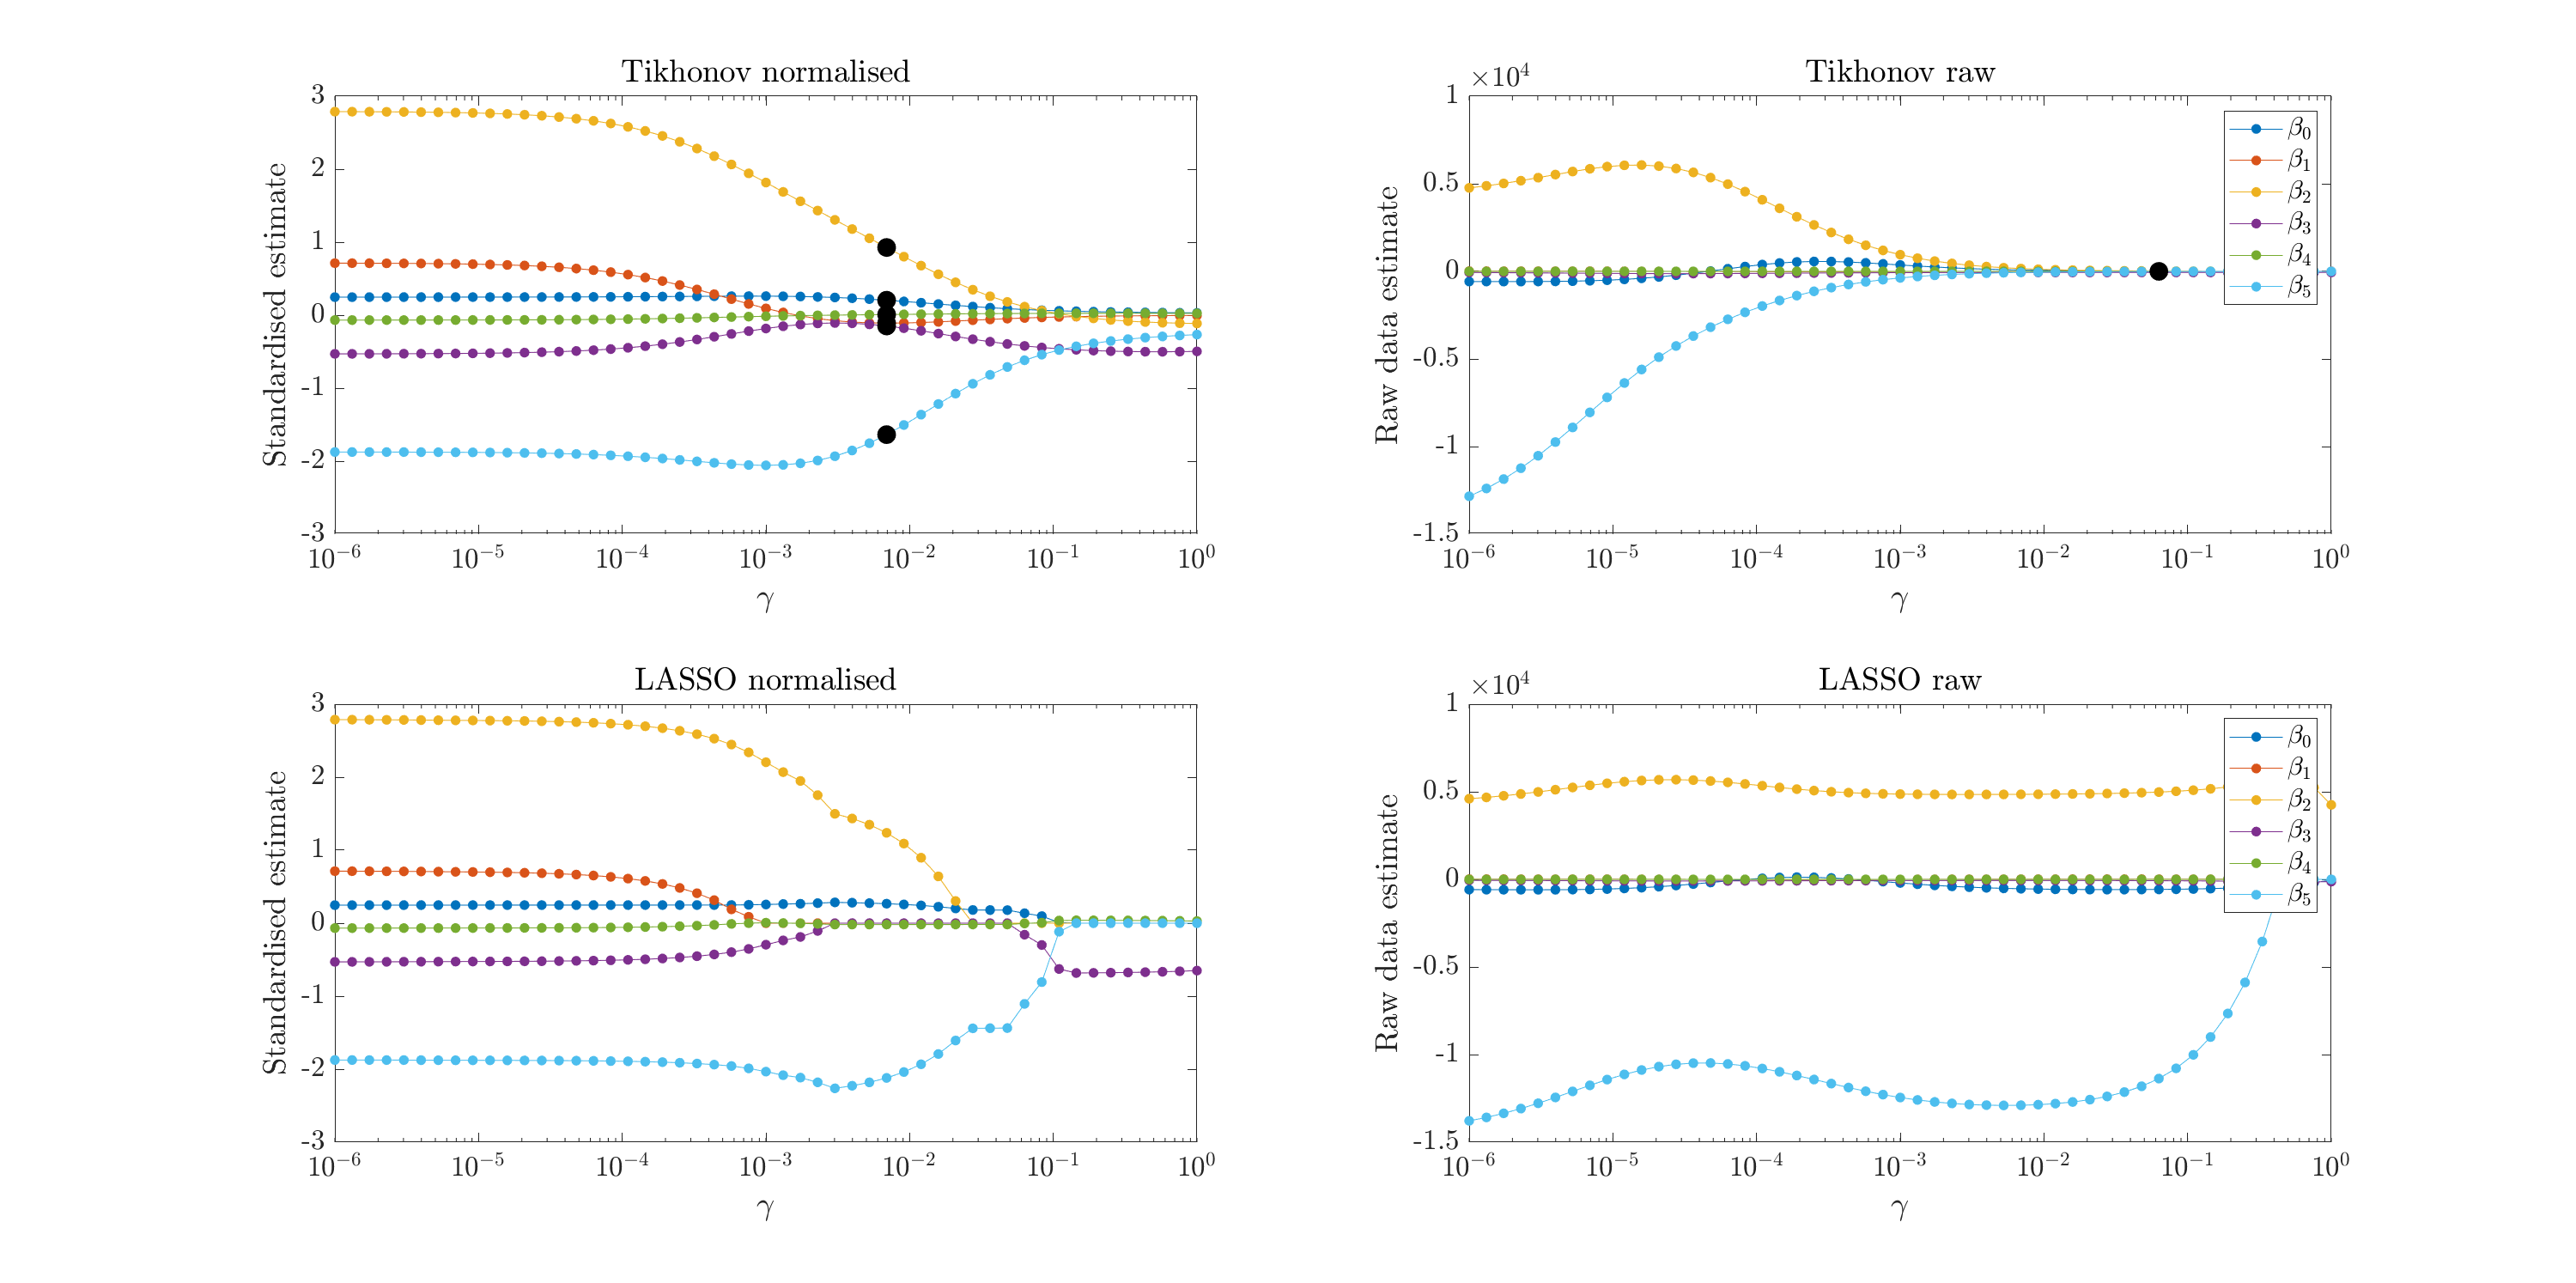 Tikhonov normalised
Standardised estimate
3
2
1
0
-1
-2
-3
10⁻⁶ 10⁻⁵ 10⁻⁴ 10⁻³ 10⁻² 10⁻¹ 10⁰
γ
Tikhonov raw
×10⁴
Raw data estimate
1
0.5
0
-0.5
-1
-1.5
10⁻⁶ 10⁻⁵ 10⁻⁴ 10⁻³ 10⁻² 10⁻¹ 10⁰
γ
β₀
β₁
β₂
β₃
β₄
β₅
LASSO normalised
Standardised estimate
3
2
1
0
-1
-2
-3
10⁻⁶ 10⁻⁵ 10⁻⁴ 10⁻³ 10⁻² 10⁻¹ 10⁰
γ
LASSO raw
×10⁴
Raw data estimate
1
0.5
0
-0.5
-1
-1.5
10⁻⁶ 10⁻⁵ 10⁻⁴ 10⁻³ 10⁻² 10⁻¹ 10⁰
γ
β₀
β₁
β₂
β₃
β₄
β₅